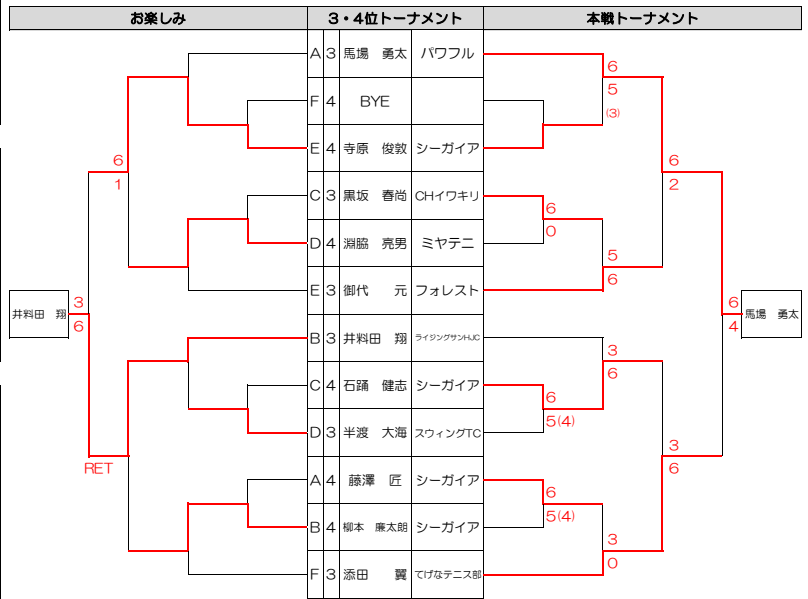 お楽しみ 3・4位トーナメント 本戦トーナメント
A 3 馬場 勇太 パワフル
6
F 4 BYE
5
(3)
E 4 寺原 俊敦 シーガイア
6 6
1 2
C 3 黒坂 春尚 CHイワキリ
6
0
D 4 淵脇 亮男 ミヤテニ
5
6
E 3 御代 元 フォレスト
3 6
井料田 翔 馬場 勇太
6 4
B 3 井料田 翔 ライジングサンHJC
3
6
C 4 石踊 健志 シーガイア
6
5(4)
D 3 半渡 大海 スウィングTC
3
RET 6
A 4 藤澤 匠 シーガイア
6
5(4)
B 4 柳本 廉太朗 シーガイア
3
0
F 3 添田 翼 てげなテニス部